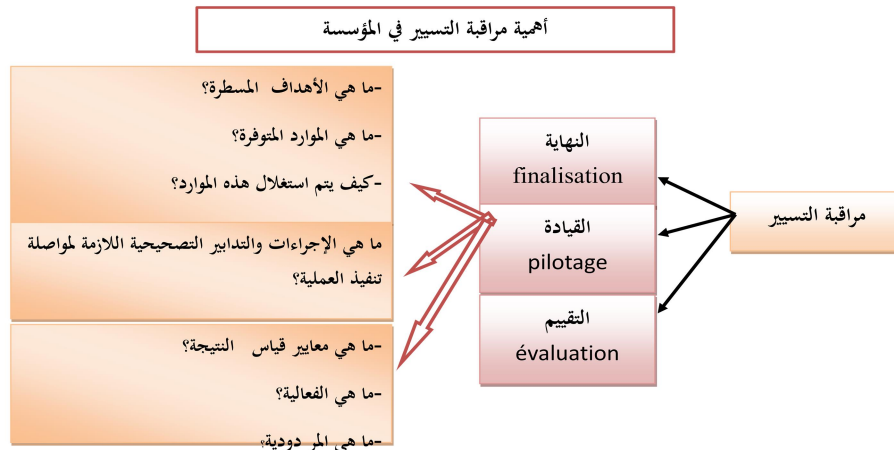 أهمية مراقبة التسيير في المؤسسة
مراقبة التسيير
النهاية
finalisation
القيادة
pilotage
التقييم
évaluation
-ما هي الأهداف المسطرة؟
-ما هي الموارد المتوفرة؟
-كيف يتم استغلال هذه الموارد؟
ما هي الإجراءات والتدابير التصحيحية اللازمة لمواصلة
تنفيذ العملية؟
-ما هي معايير قياس النتيجة؟
-ما هي الفعالية؟
-ما هي المر دودية؟